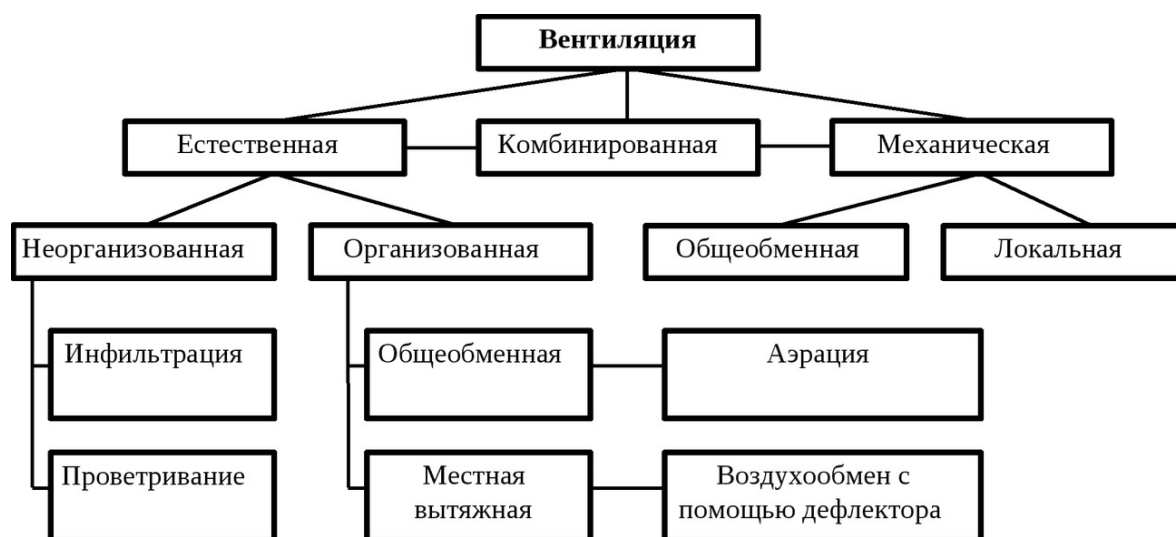 Вентиляция
Естественная
Комбинированная
Механическая
Неорганизованная
Организованная
Общеобменная
Локальная
Инфильтрация
Общеобменная
Аэрация
Проветривание
Местная
вытяжная
Воздухообмен с
помощью дефлектора